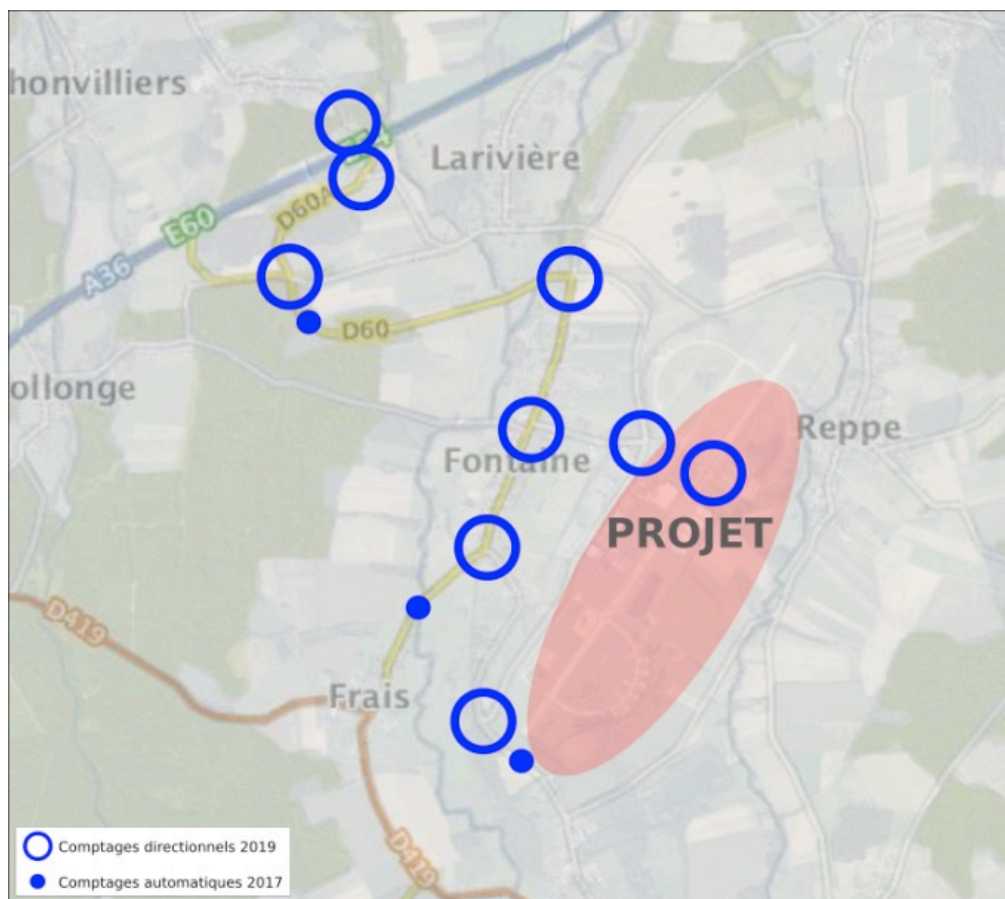 honvilliers
Larivière
D60A
E60
A36
D60
ollonge
Reppe
Fontaine
PROJET
D419
Frais
D419
Comptages directionnels 2019
Comptages automatiques 2017